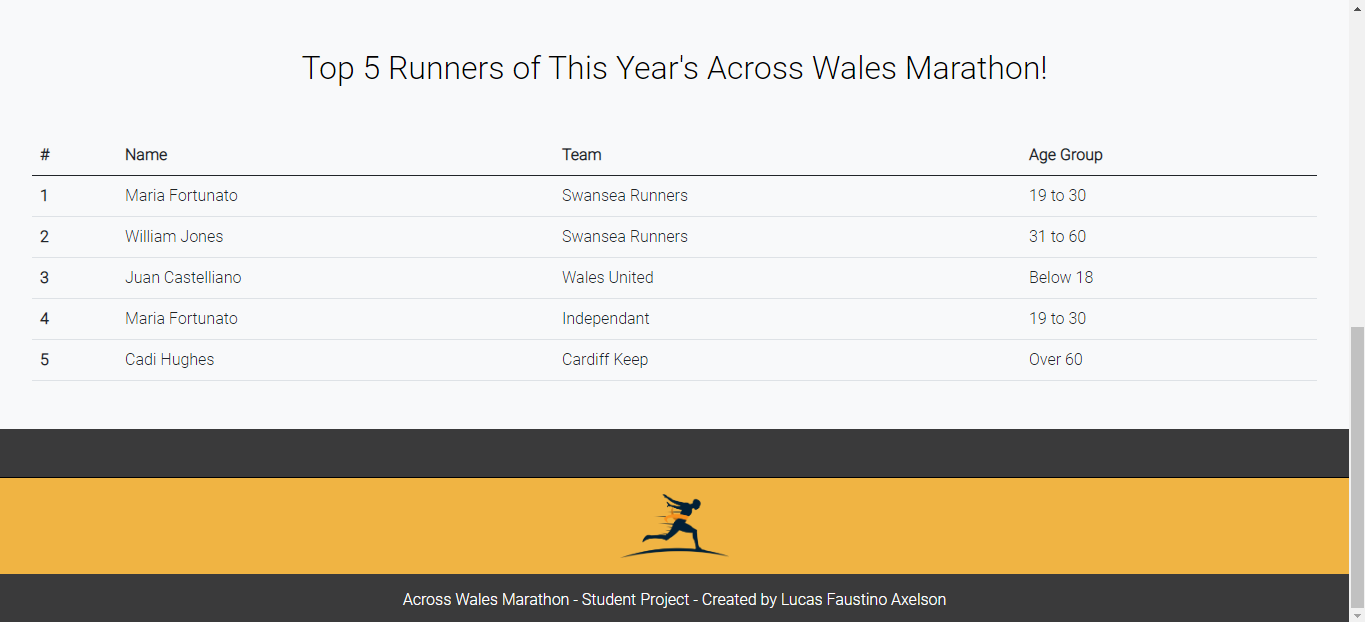 Top 5 Runners of This Year's Across Wales Marathon!
# Name Team Age Group
1 Maria Fortunato Swansea Runners 19 to 30
2 William Jones Swansea Runners 31 to 60
3 Juan Castelliano Wales United Below 18
4 Maria Fortunato Independant 19 to 30
5 Cadi Hughes Cardiff Keep Over 60
Across Wales Marathon - Student Project - Created by Lucas Faustino Axelson